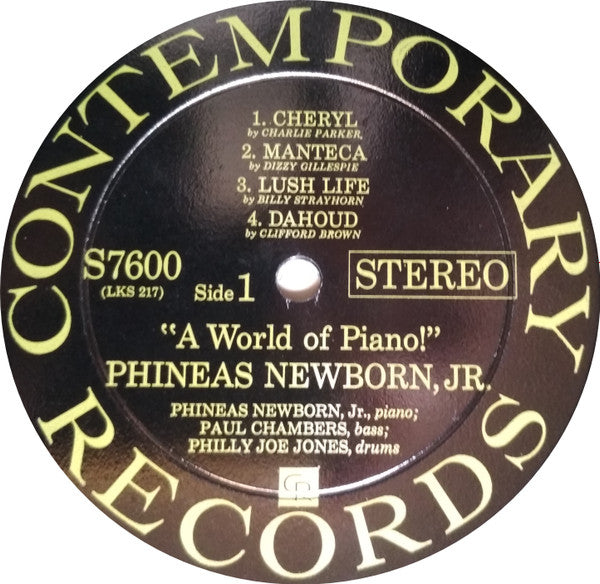 CONTEMPORARY
1. CHERYL
by CHARLIE PARKER,
2. MANTECA
by DIZZY GILLESPIE
3. LUSH LIFE
by BILLY STRAYHORN
4. DAHOUD
by CLIFFORD BROWN
S7600
(LKS 217)
Side 1
STEREO
"A World of Piano!"
PHINEAS NEWBORN, JR.
PHINEAS NEWBORN, Jr., piano;
PAUL CHAMBERS, bass;
PHILLY JOE JONES, drums
CR
RECORDS